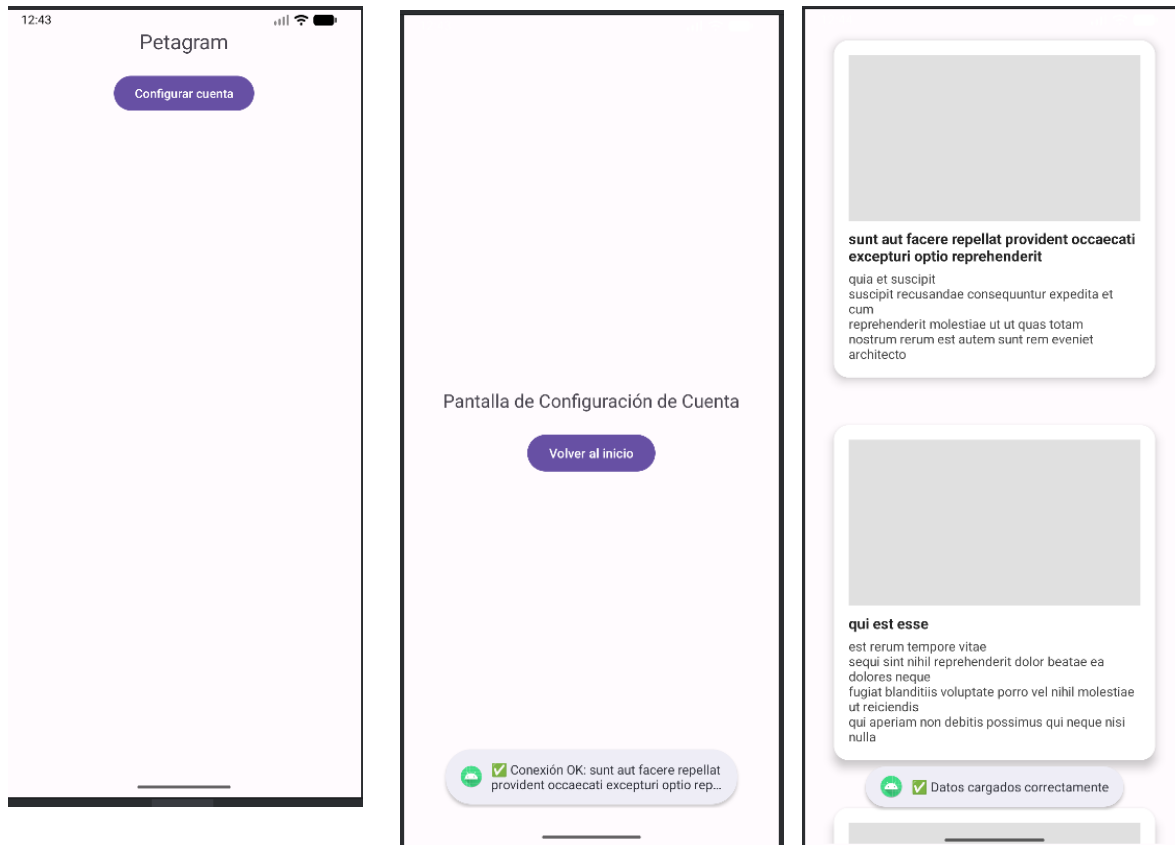 12:43
Petagram
Configurar cuenta
Pantalla de Configuración de Cuenta
Volver al inicio
✅ Conexión OK: sunt aut facere repellat
provident occaecati excepturi optio rep...
sunt aut facere repellat provident occaecati
excepturi optio reprehenderit
quia et suscipit
suscipit recusandae consequuntur expedita et
cum
reprehenderit molestiae ut ut quas totam
nostrum rerum est autem sunt rem eveniet
architecto
qui est esse
est rerum tempore vitae
sequi sint nihil reprehenderit dolor beatae ea
dolores neque
fugiat blanditiis voluptate porro vel nihil molestiae
ut reiciendis
qui aperiam non debitis possimus qui neque nisi
nulla
✅ Datos cargados correctamente